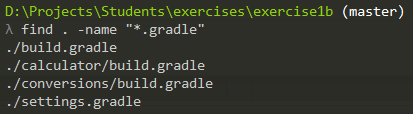 D:\Projects\Students\exercises\exercise1b (master)
λ find . -name "*.gradle"
./build.gradle
./calculator/build.gradle
./conversions/build.gradle
./settings.gradle